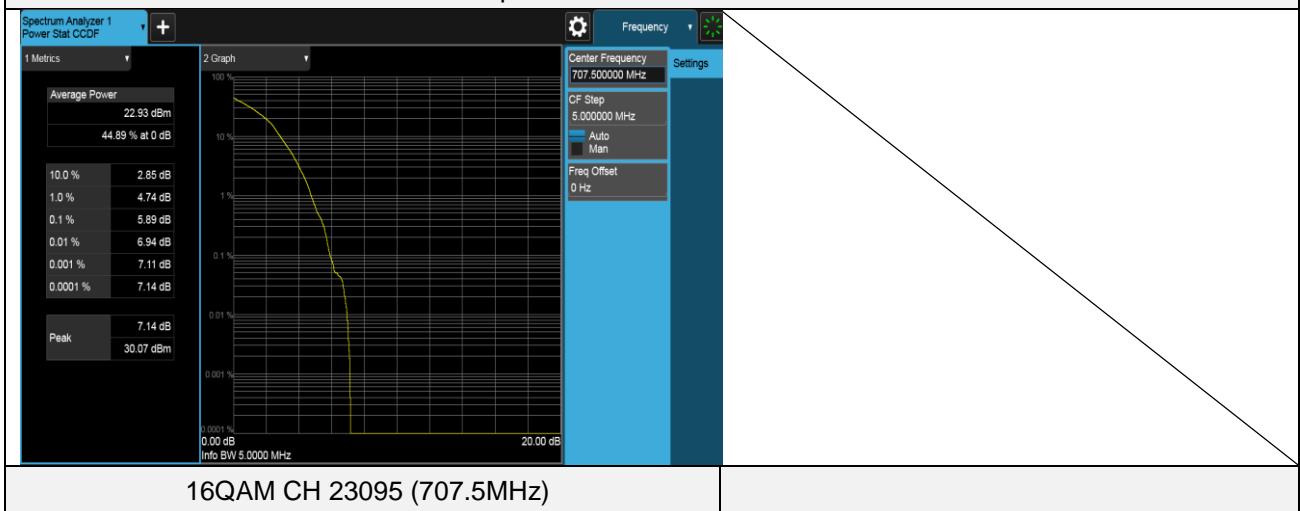 Spectrum Analyzer 1
Power Stat CCDF
+
Frequency
1 Metrics
2 Graph
Average Power
22.93 dBm
44.89 % at 0 dB
10.0 % 2.85 dB
1.0 % 4.74 dB
0.1 % 5.89 dB
0.01 % 6.94 dB
0.001 % 7.11 dB
0.0001 % 7.14 dB
Peak
7.14 dB
30.07 dBm
100 %
10 %
1 %
0.1 %
0.01 %
0.001 %
0.0001 %
0.00 dB 20.00 dB
Info BW 5.0000 MHz
Center Frequency
707.500000 MHz
CF Step
5.000000 MHz
Auto
Man
Freq Offset
0 Hz
Settings
16QAM CH 23095 (707.5MHz)